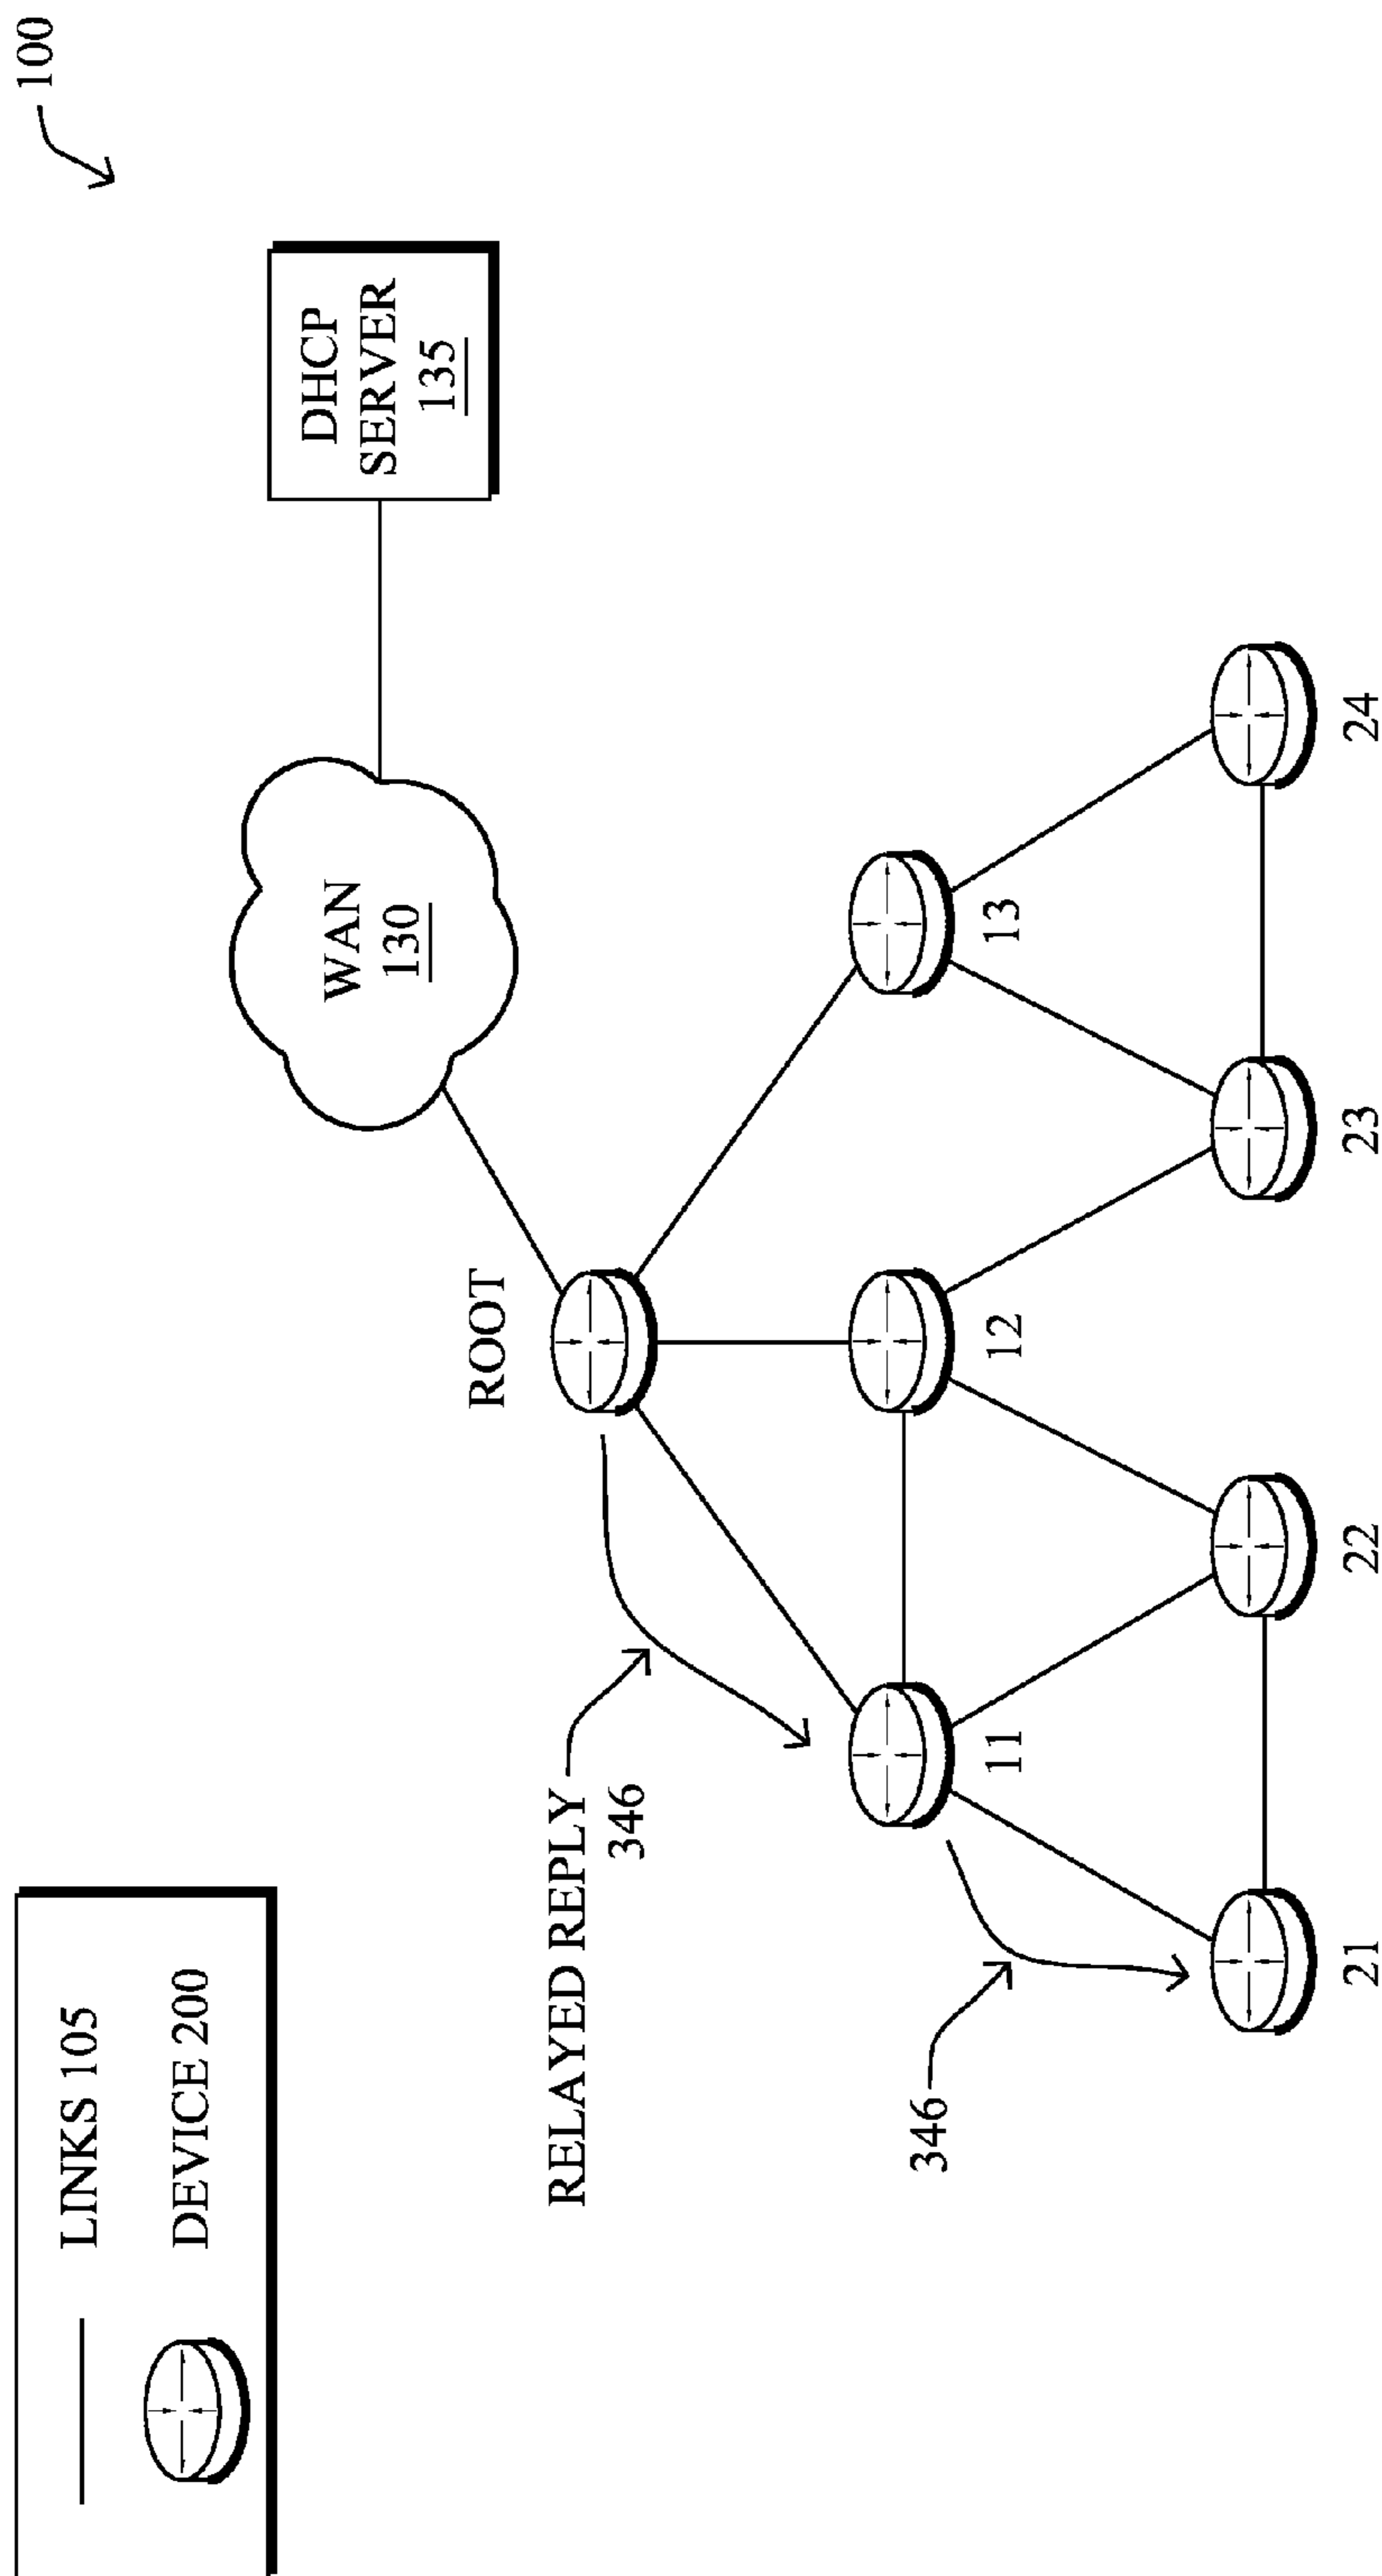 100
LINKS 105
DEVICE 200
DHCP
SERVER
135
WAN
130
ROOT
RELAYED REPLY
346
346
11
12
13
21
22
23
24